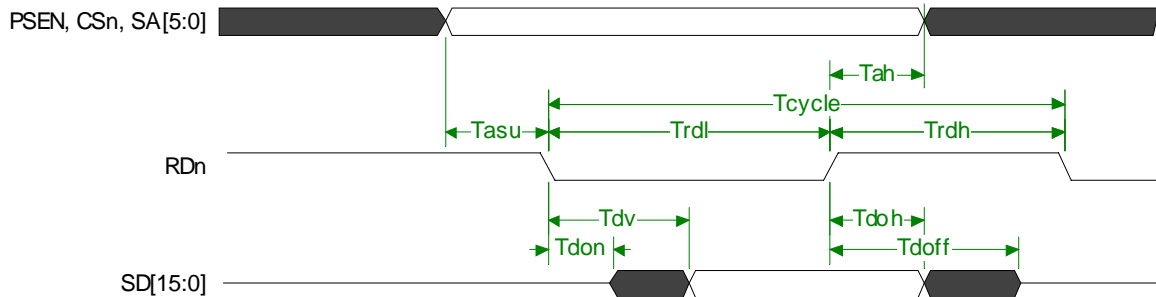 PSEN, CSn, SA[5:0]
Tah
Tcycle
Tasu Trdl Trdh
RDn
Tdv Tdoh
Tdon Tdoff
SD[15:0]